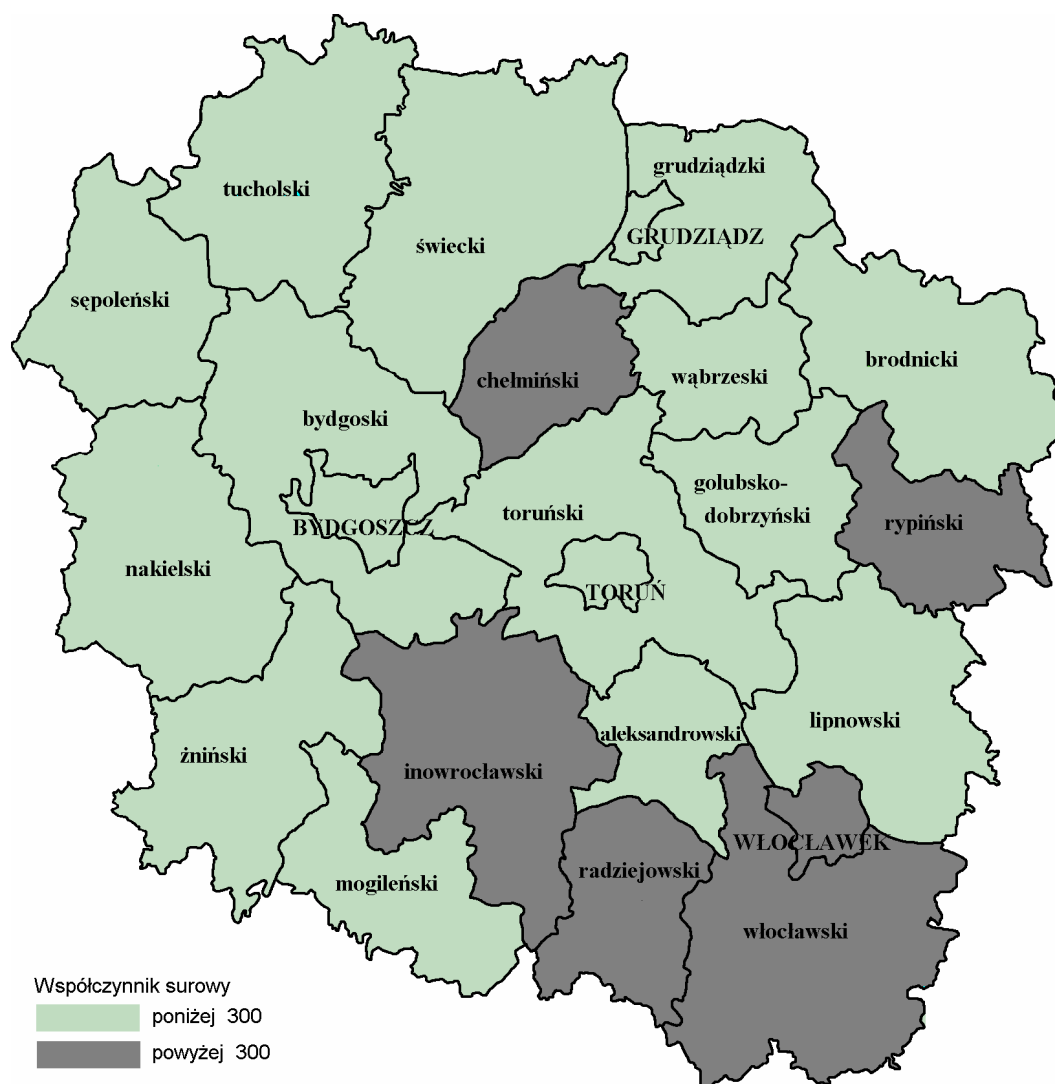 grudziądzki
tucholski
GRUDZIĄDZ
świecki
sępoleński
brodnicki
chełmiński
wąbrzeski
bydgoski
golubsko-
dobrzyński
toruński
rypiński
BYDGOSZCZ
nakielski
TORUŃ
lipnowski
aleksandrowski
żniński
inowrocławski
WŁOCŁAWEK
radziejowski
mogileński
włocławski
Współczynnik surowy
poniżej 300
powyżej 300